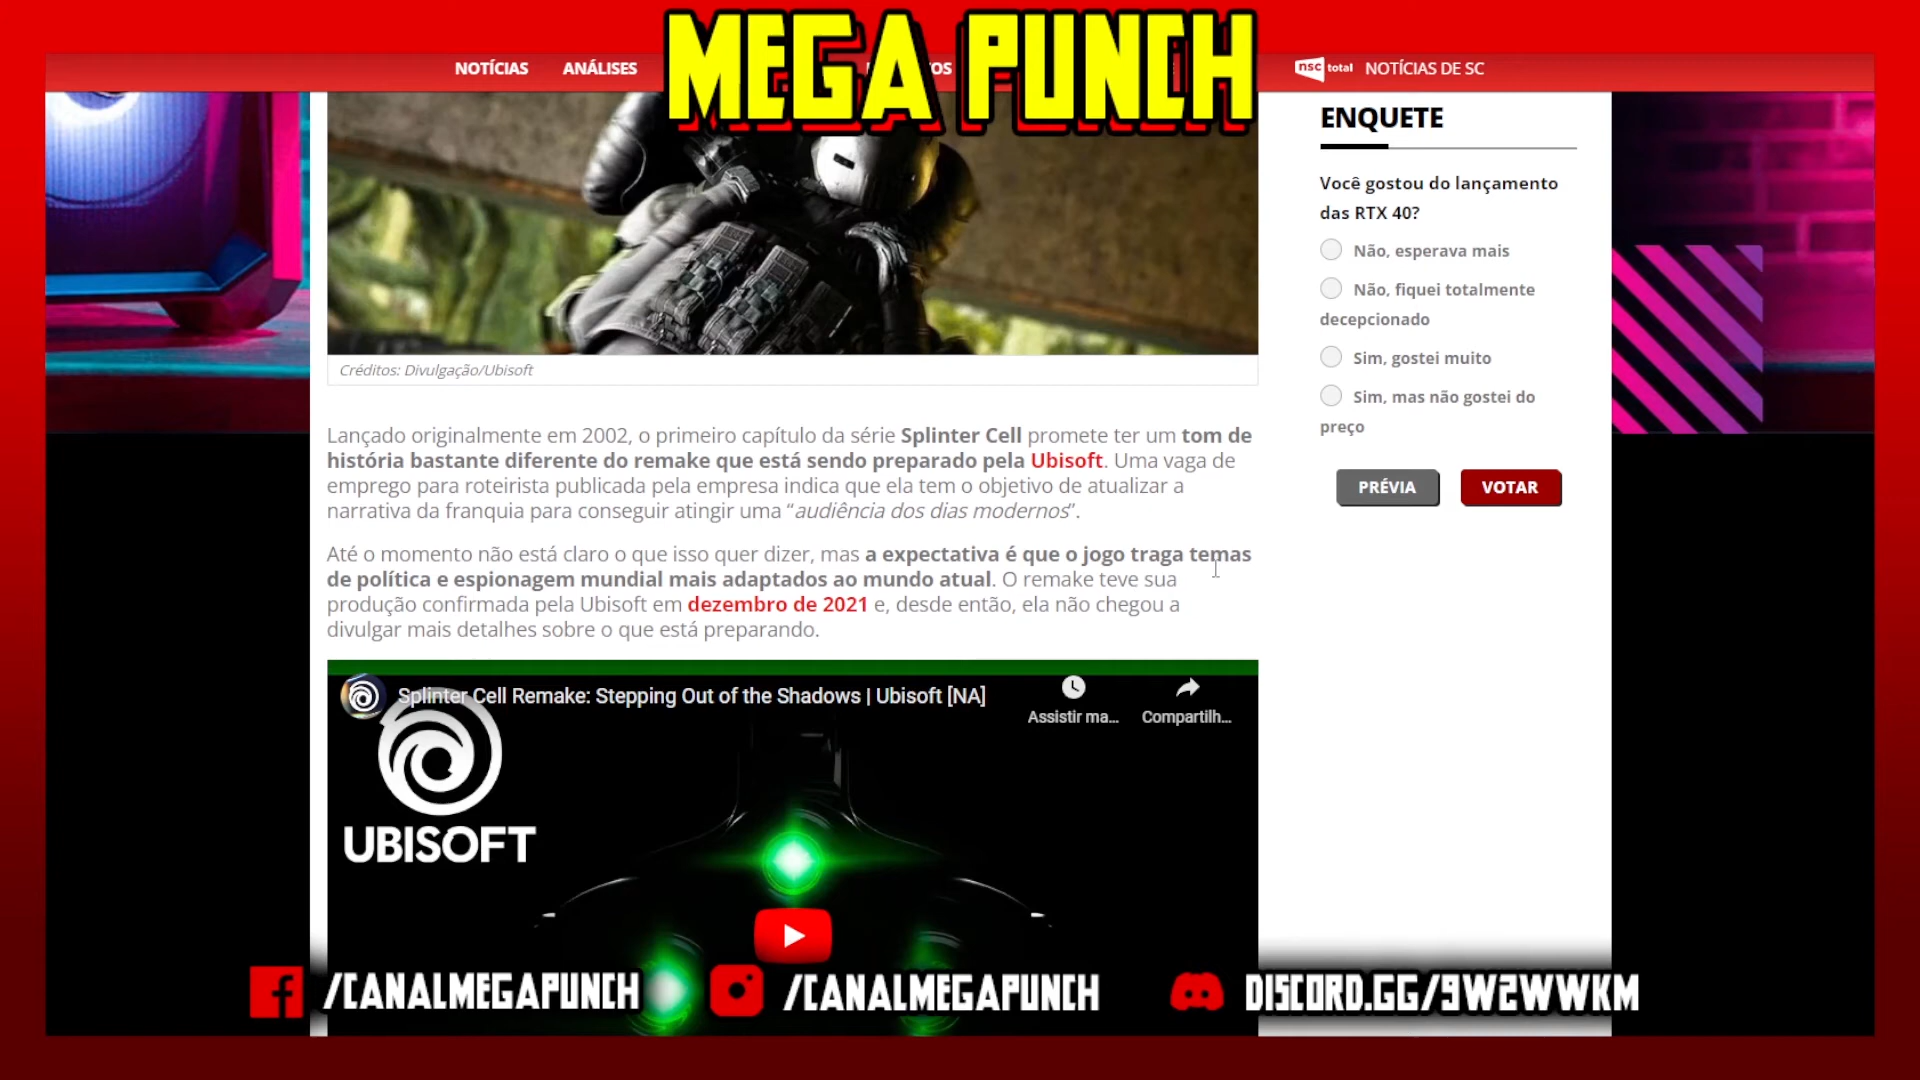 MEGA PUNCH
NOTÍCIAS ANÁLISES
nsc total NOTÍCIAS DE SC
Créditos: Divulgação/Ubisoft
Lançado originalmente em 2002, o primeiro capítulo da série Splinter Cell promete ter um tom de
história bastante diferente do remake que está sendo preparado pela Ubisoft. Uma vaga de
emprego para roteirista publicada pela empresa indica que ela tem o objetivo de atualizar a
narrativa da franquia para conseguir atingir uma “audiência dos dias modernos”.
Até o momento não está claro o que isso quer dizer, mas a expectativa é que o jogo traga temas
de política e espionagem mundial mais adaptados ao mundo atual. O remake teve sua
produção confirmada pela Ubisoft em dezembro de 2021 e, desde então, ela não chegou a
divulgar mais detalhes sobre o que está preparando.
Splinter Cell Remake: Stepping Out of the Shadows | Ubisoft [NA]
Assistir ma... Compartilh...
UBISOFT
ENQUETE
Você gostou do lançamento
das RTX 40?
Não, esperava mais
Não, fiquei totalmente
decepcionado
Sim, gostei muito
Sim, mas não gostei do
preço
PRÉVIA VOTAR
/CANALMEGAPUNCH /CANALMEGAPUNCH DISCORD.GG/9W2WWKM